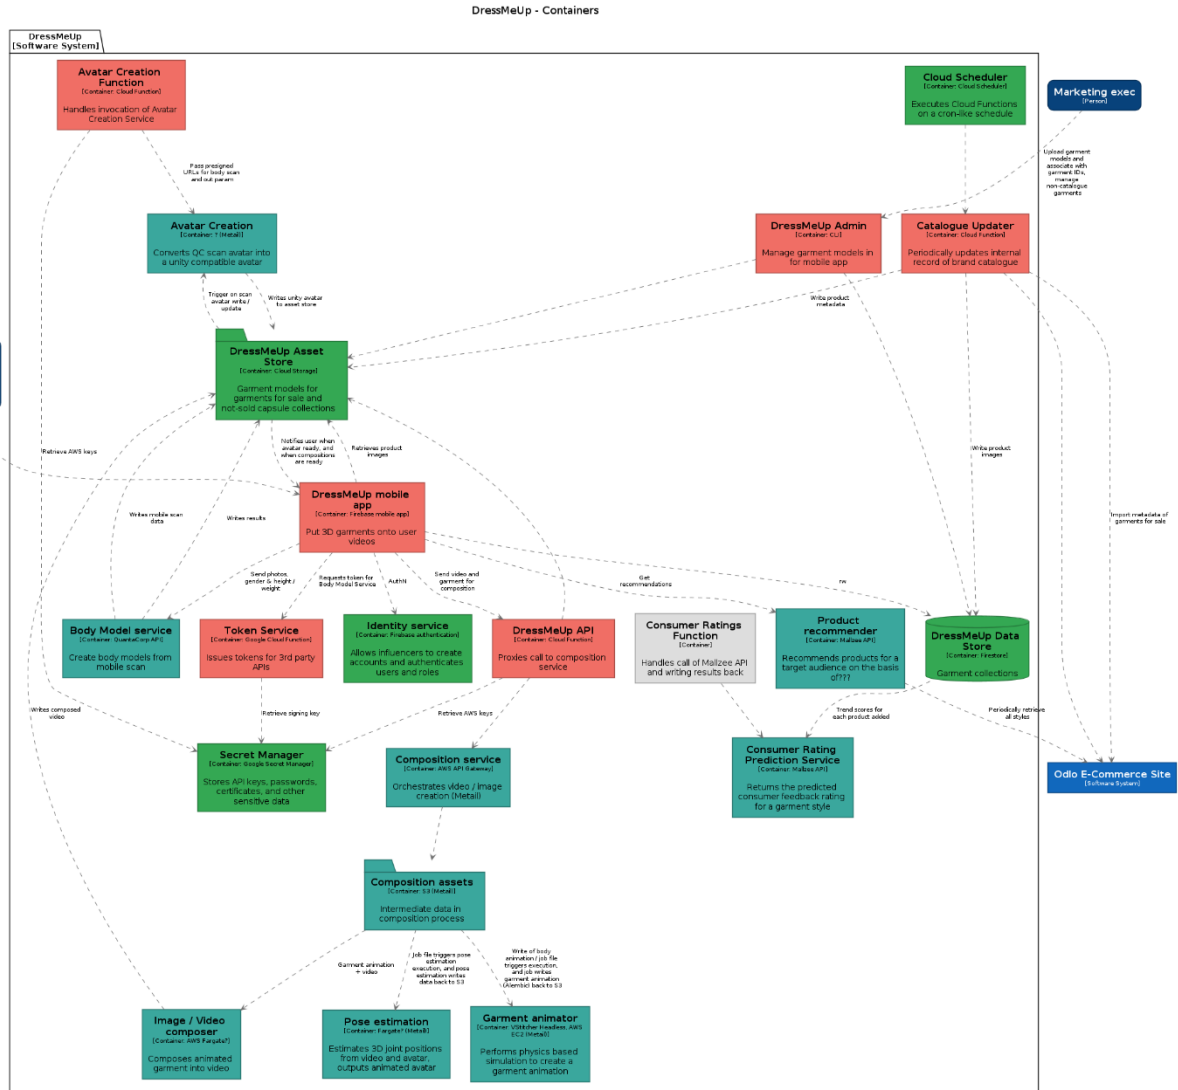 DressMeUp - Containers
DressMeUp
[Software System]
Avatar Creation
Function
[Container: Cloud Function]
Handles invocation of Avatar
Creation Service
Cloud Scheduler
[Container: Cloud Scheduler]
Executes Cloud Functions
on a cron-like schedule
Marketing exec
[Person]
Pass presigned
URLs for body scan
and out param
Upload garment
models and
associate with
garment IDs,
manage
non-catalogue
garments
Avatar Creation
[Container: ? (Metail)]
Converts QC scan avatar into
a unity compatible avatar
DressMeUp Admin
[Container: CLI]
Manage garment models in
for mobile app
Catalogue Updater
[Container: Cloud Function]
Periodically updates internal
record of brand catalogue
Trigger on scan
avatar write /
update
Writes unity avatar
to asset store
Write product
metadata
DressMeUp Asset
Store
[Container: Cloud Storage]
Garment models for
garments for sale and
not-sold capsule collections
Retrieve AWS keys
Notifies user when
avatar ready, and
when compositions
are ready
Retrieves product
images
Write product
images
DressMeUp mobile
app
[Container: Firebase mobile app]
Put 3D garments onto user
videos
Writes mobile scan
data
Writes results
Import metadata of
garments for sale
Send photos,
gender & height /
weight
Requests token for
Body Model Service
AuthN
Send video and
garment for
composition
Get
recommendations
rw
Body Model service
[Container: QuantaCorp API]
Create body models from
mobile scan
Token Service
[Container: Google Cloud Function]
Issues tokens for 3rd party
APIs
Identity service
[Container: Firebase authentication]
Allows influencers to create
accounts and authenticates
users and roles
DressMeUp API
[Container: Cloud Function]
Proxies call to composition
service
Consumer Ratings
Function
[Container]
Handles call of Mallzee API
and writing results back
Product
recommender
[Container: Mallzee API]
Recommends products for a
target audience on the basis
of???
DressMeUp Data
Store
[Container: Firestore]
Garment collections
Writes composed
video
Retrieve signing key
Retrieve AWS keys
Trend scores for
each product added
Periodically retrieve
all styles
Secret Manager
[Container: Google Secret Manager]
Stores API keys, passwords,
certificates, and other
sensitive data
Composition service
[Container: AWS API Gateway]
Orchestrates video / image
creation (Metail)
Consumer Rating
Prediction Service
[Container: Mallzee API]
Returns the predicted
consumer feedback rating
for a garment style
Odlo E-Commerce Site
[Software System]
Composition assets
[Container: S3 (Metail)]
Intermediate data in
composition process
Garment animation
+ video
Job file triggers pose
estimation
execution, and pose
estimation writes
data back to S3
Write of body
animation / job file
triggers execution,
and job writes
garment animation
(Alembic) back to S3
Image / Video
composer
[Container: AWS Fargate?]
Composes animated
garment into video
Pose estimation
[Container: Fargate? (Metail)]
Estimates 3D joint positions
from video and avatar,
outputs animated avatar
Garment animator
[Container: VStitcher Headless, AWS
EC2 (Metail)]
Performs physics based
simulation to create a
garment animation